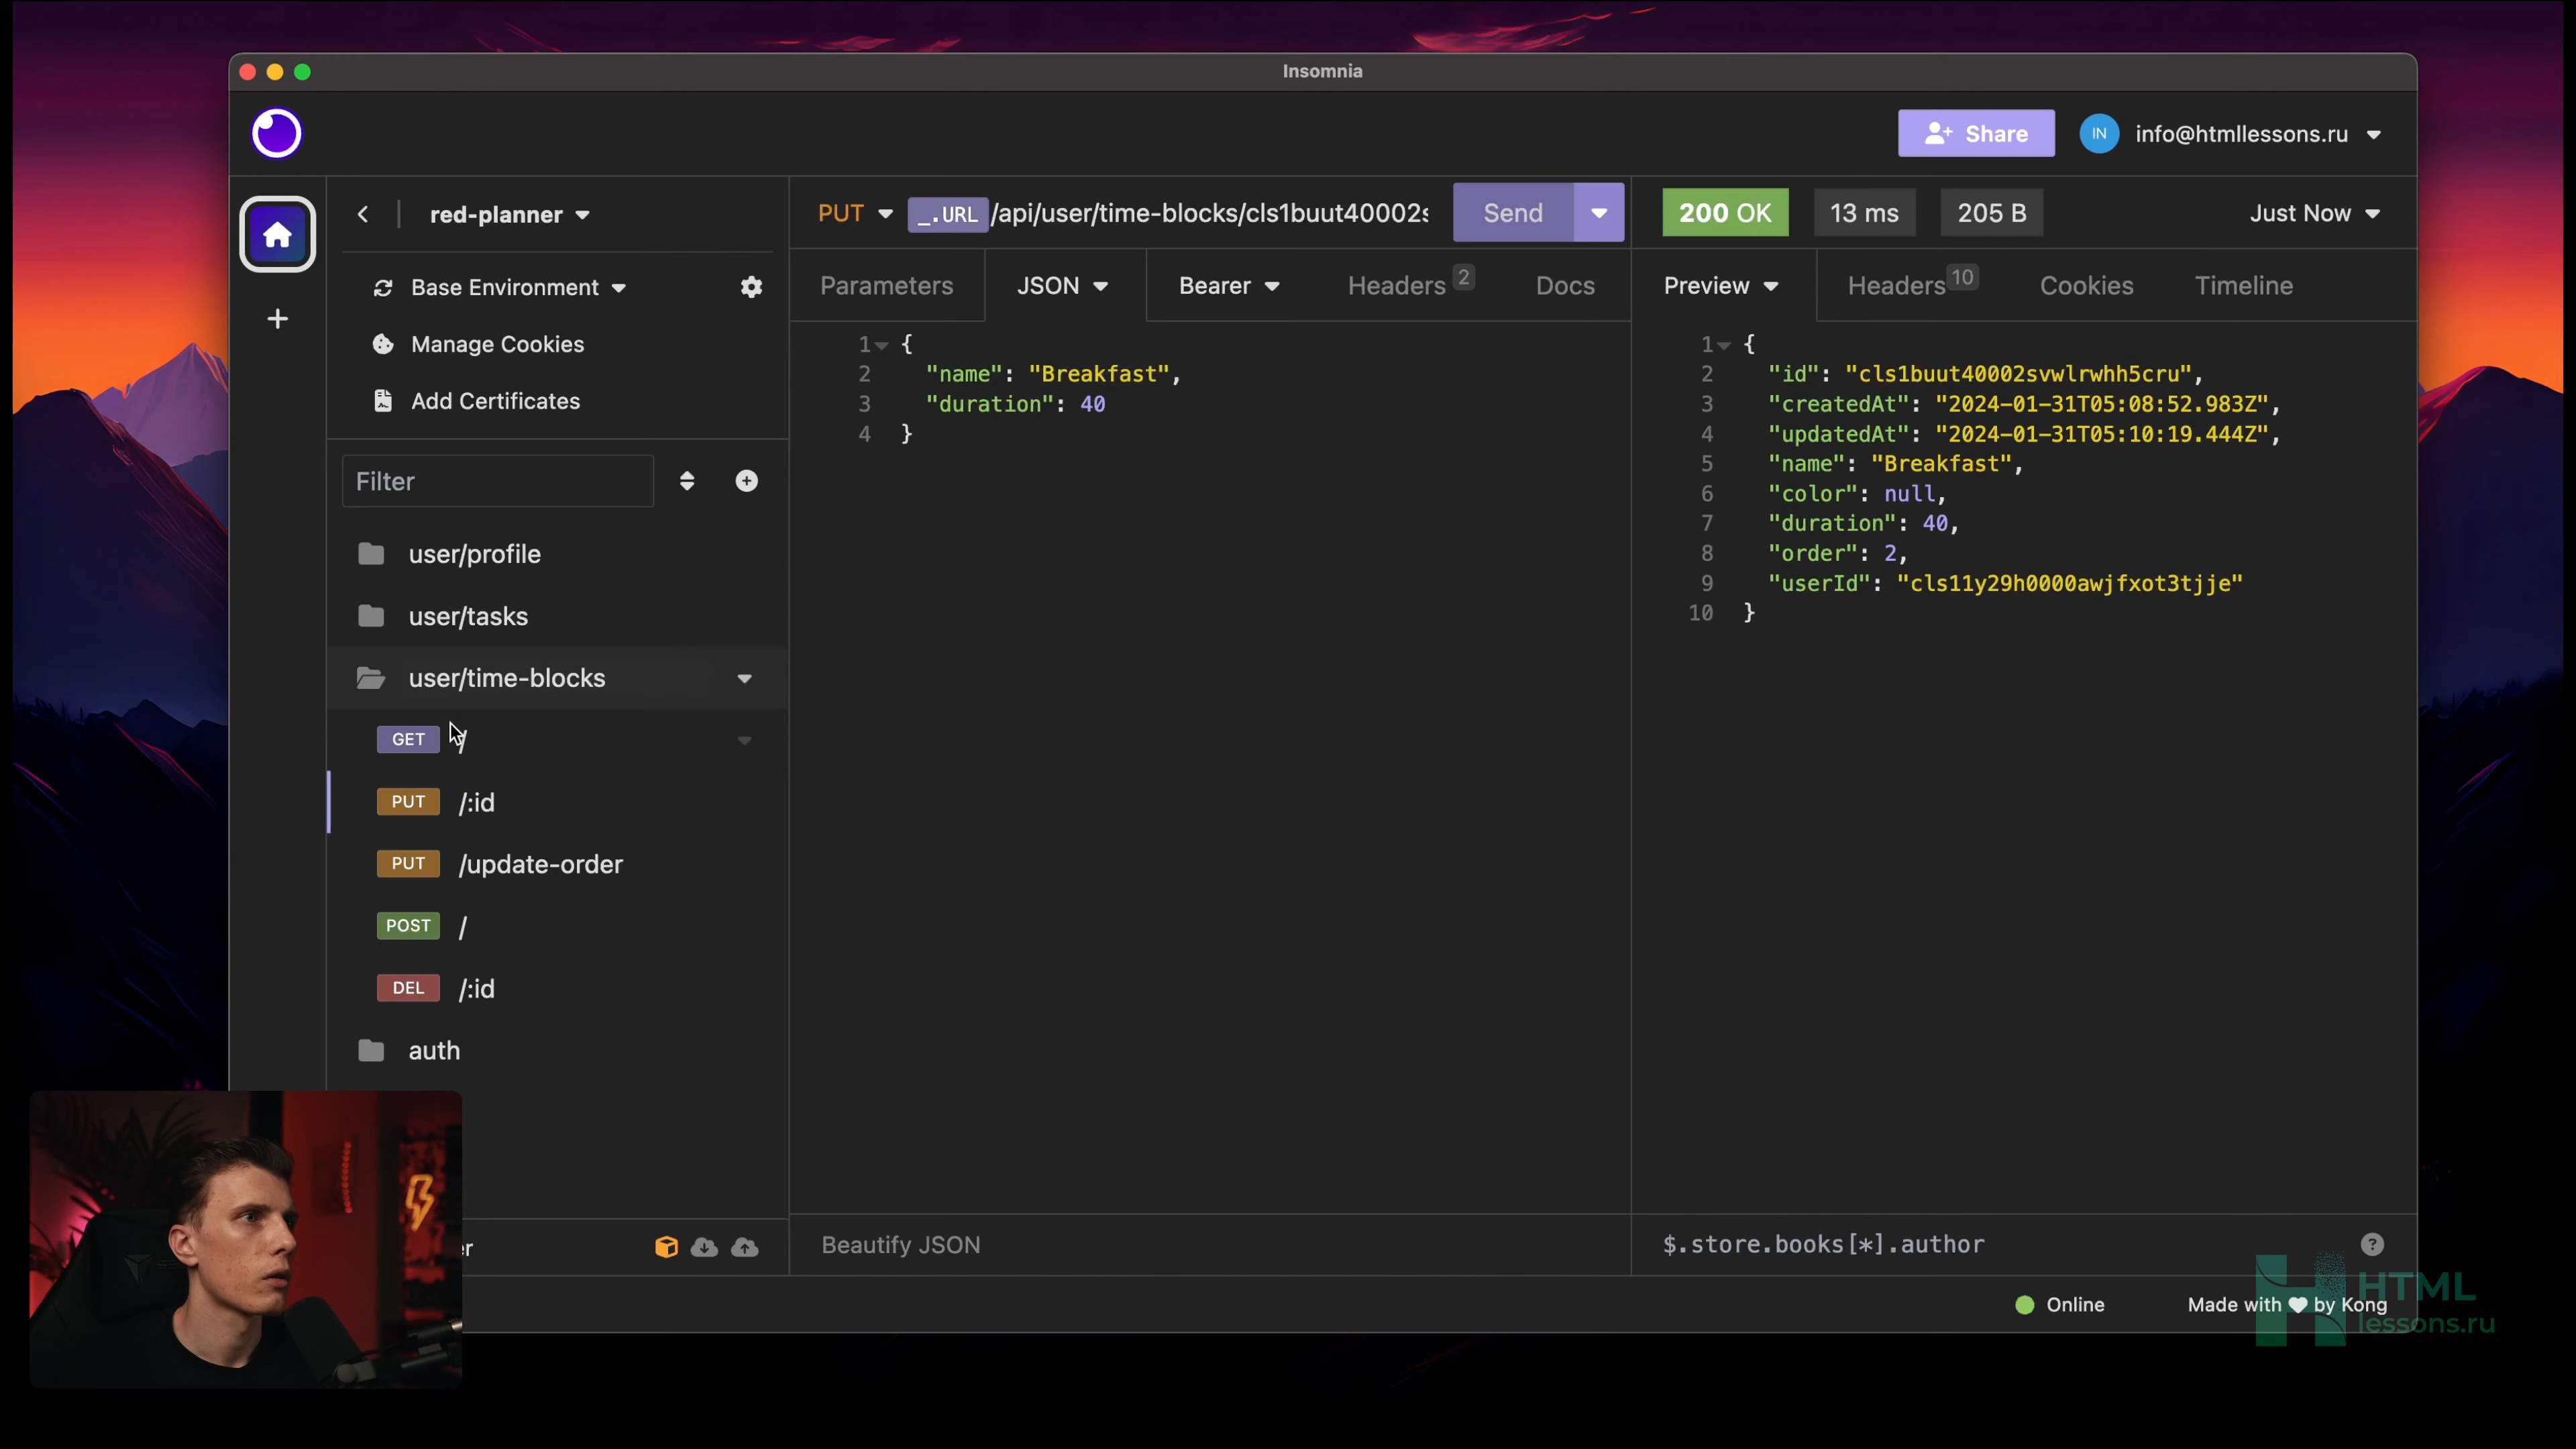 Insomnia
Share
IN
info@htmllessons.ru
red-planner
Base Environment
Manage Cookies
Add Certificates
Filter
user/profile
user/tasks
user/time-blocks
GET /
PUT /:id
PUT /update-order
POST /
DEL /:id
auth
er
PUT _.URL /api/user/time-blocks/cls1buut40002s
Send
Parameters
JSON
Bearer
Headers 2
Docs
1 {
2 "name": "Breakfast",
3 "duration": 40
4 }
Beautify JSON
200 OK
13 ms
205 B
Just Now
Preview
Headers 10
Cookies
Timeline
1 {
2 "id": "cls1buut40002svwlrwhh5cru",
3 "createdAt": "2024-01-31T05:08:52.983Z",
4 "updatedAt": "2024-01-31T05:10:19.444Z",
5 "name": "Breakfast",
6 "color": null,
7 "duration": 40,
8 "order": 2,
9 "userId": "cls11y29h0000awjfxot3tjje"
10 }
$.store.books[*].author
?
Online
Made with ❤ by Kong
HTML
lessons.ru